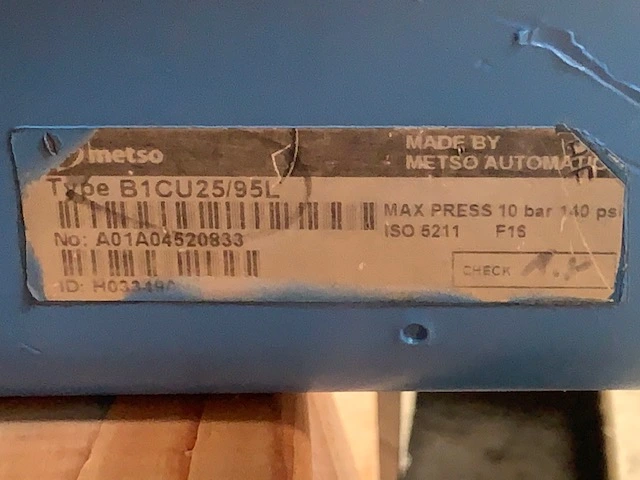 metso
MADE BY
METSO AUTOMATI
Type B1CU25/95L
MAX PRESS 10 bar 140 psi
No: A01A04520833
ISO 5211 F16
CHECK
ID: